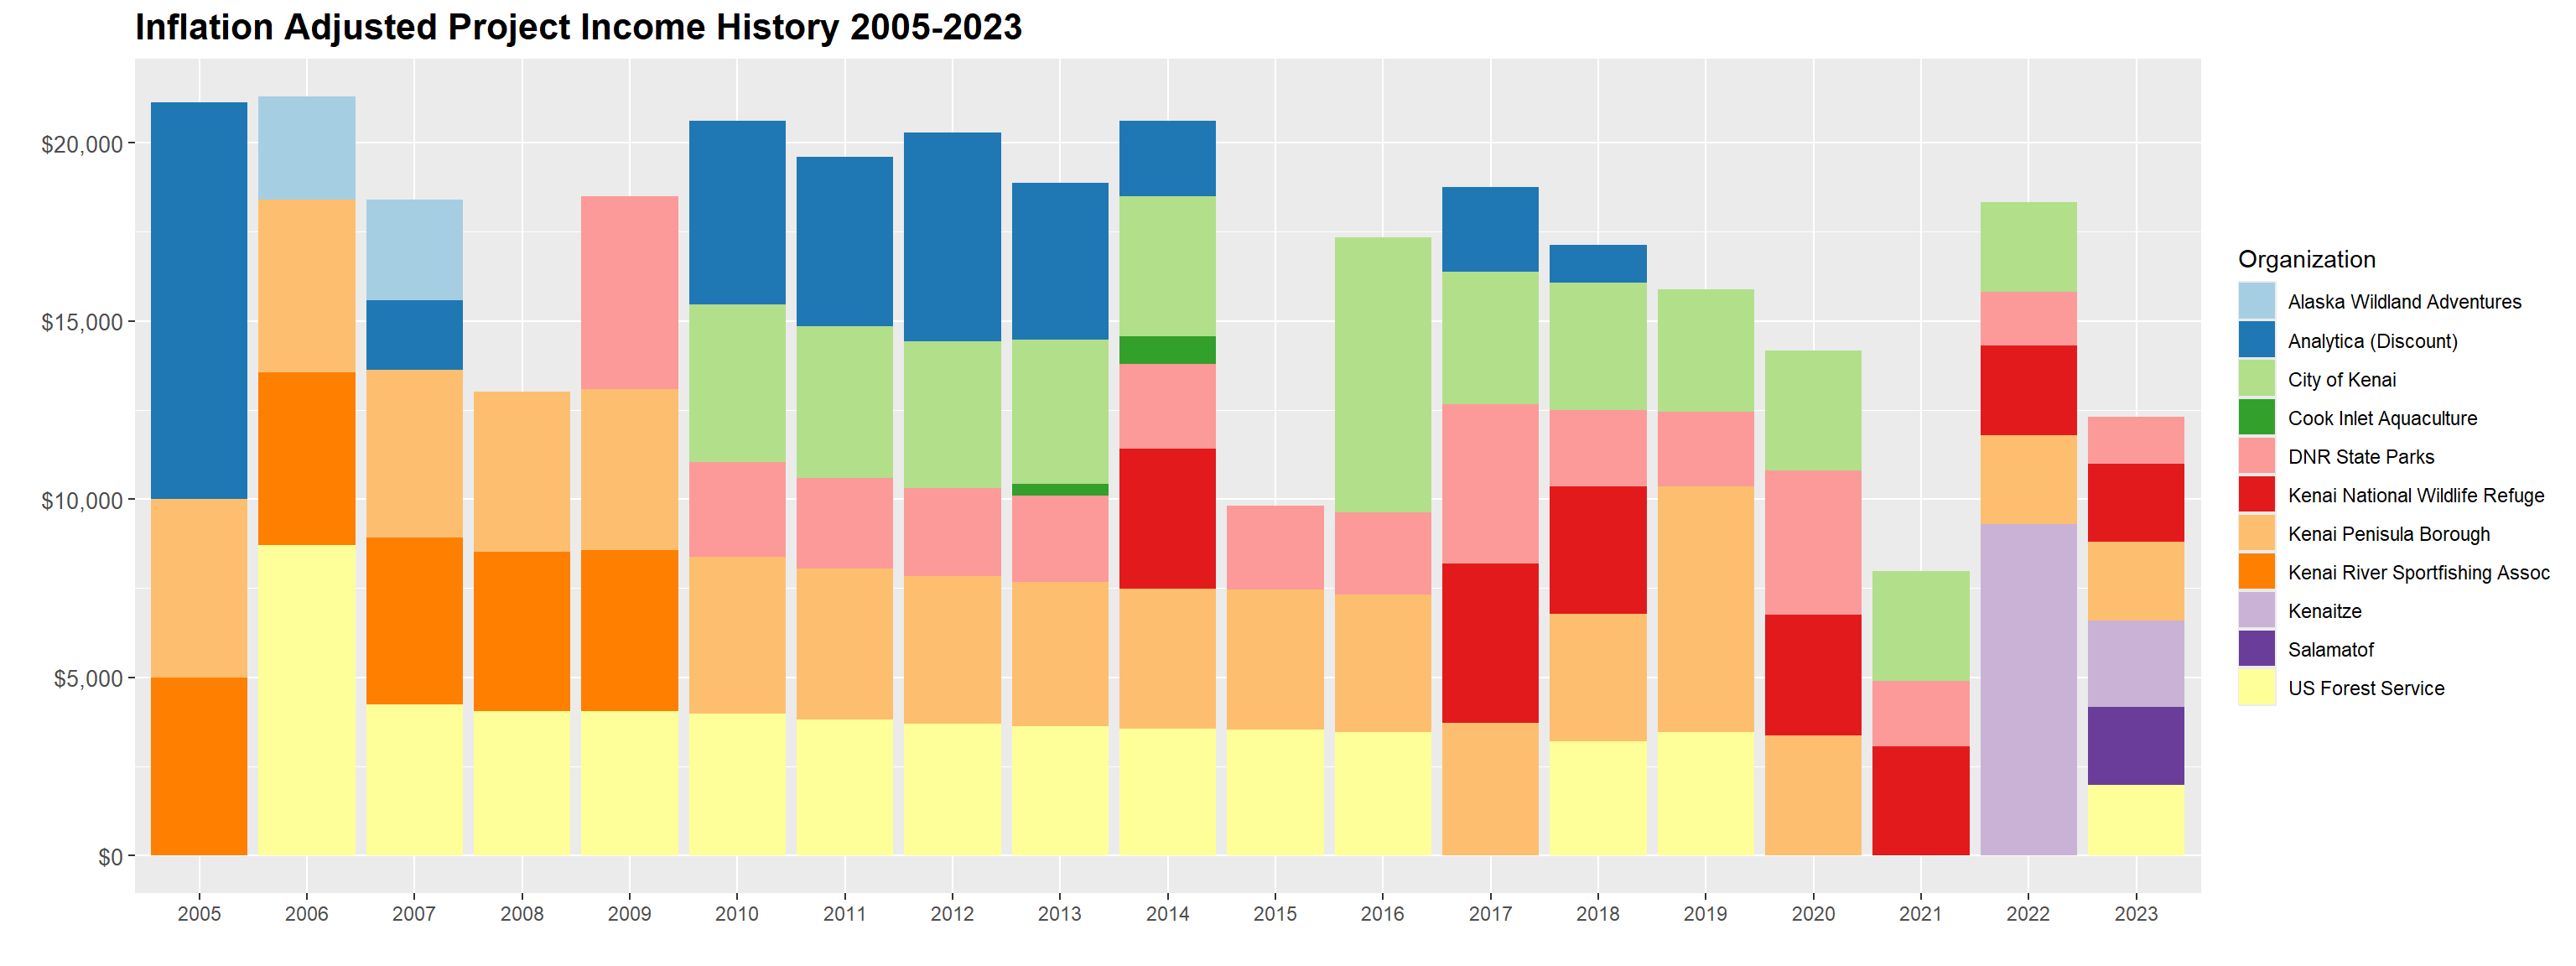 Inflation Adjusted Project Income History 2005-2023
$20,000
$15,000
$10,000
$5,000
$0
2005 2006 2007 2008 2009 2010 2011 2012 2013 2014 2015 2016 2017 2018 2019 2020 2021 2022 2023
Organization
Alaska Wildland Adventures
Analytica (Discount)
City of Kenai
Cook Inlet Aquaculture
DNR State Parks
Kenai National Wildlife Refuge
Kenai Penisula Borough
Kenai River Sportfishing Assoc
Kenaitze
Salamatof
US Forest Service